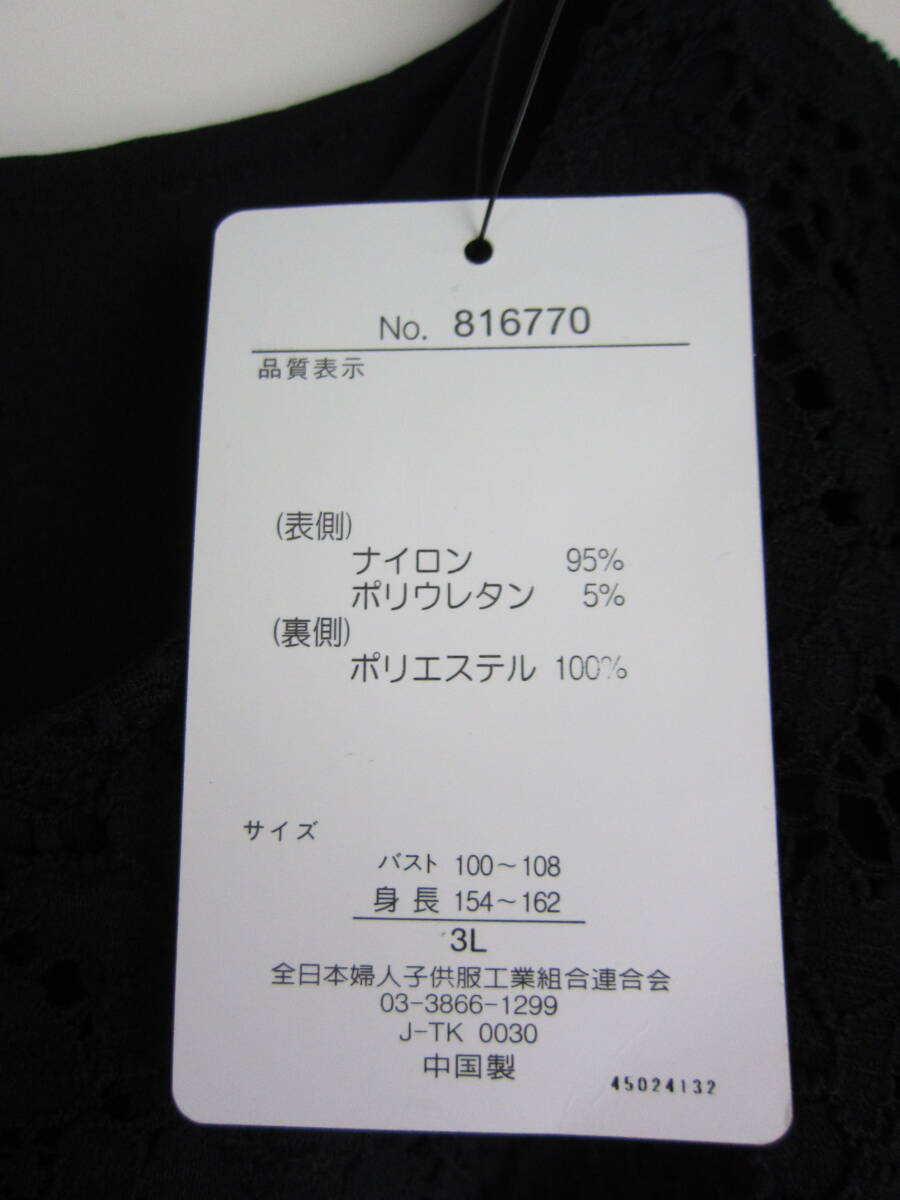 No. 816770
品質表示
(表側)
ナイロン 95%
ポリウレタン 5%
(裏側)
ポリエステル 100%
サイズ
バスト 100~108
身長 154~162
3L
全日本婦人子供服工業組合連合会
03-3866-1299
J-TK 0030
中国製
45024132